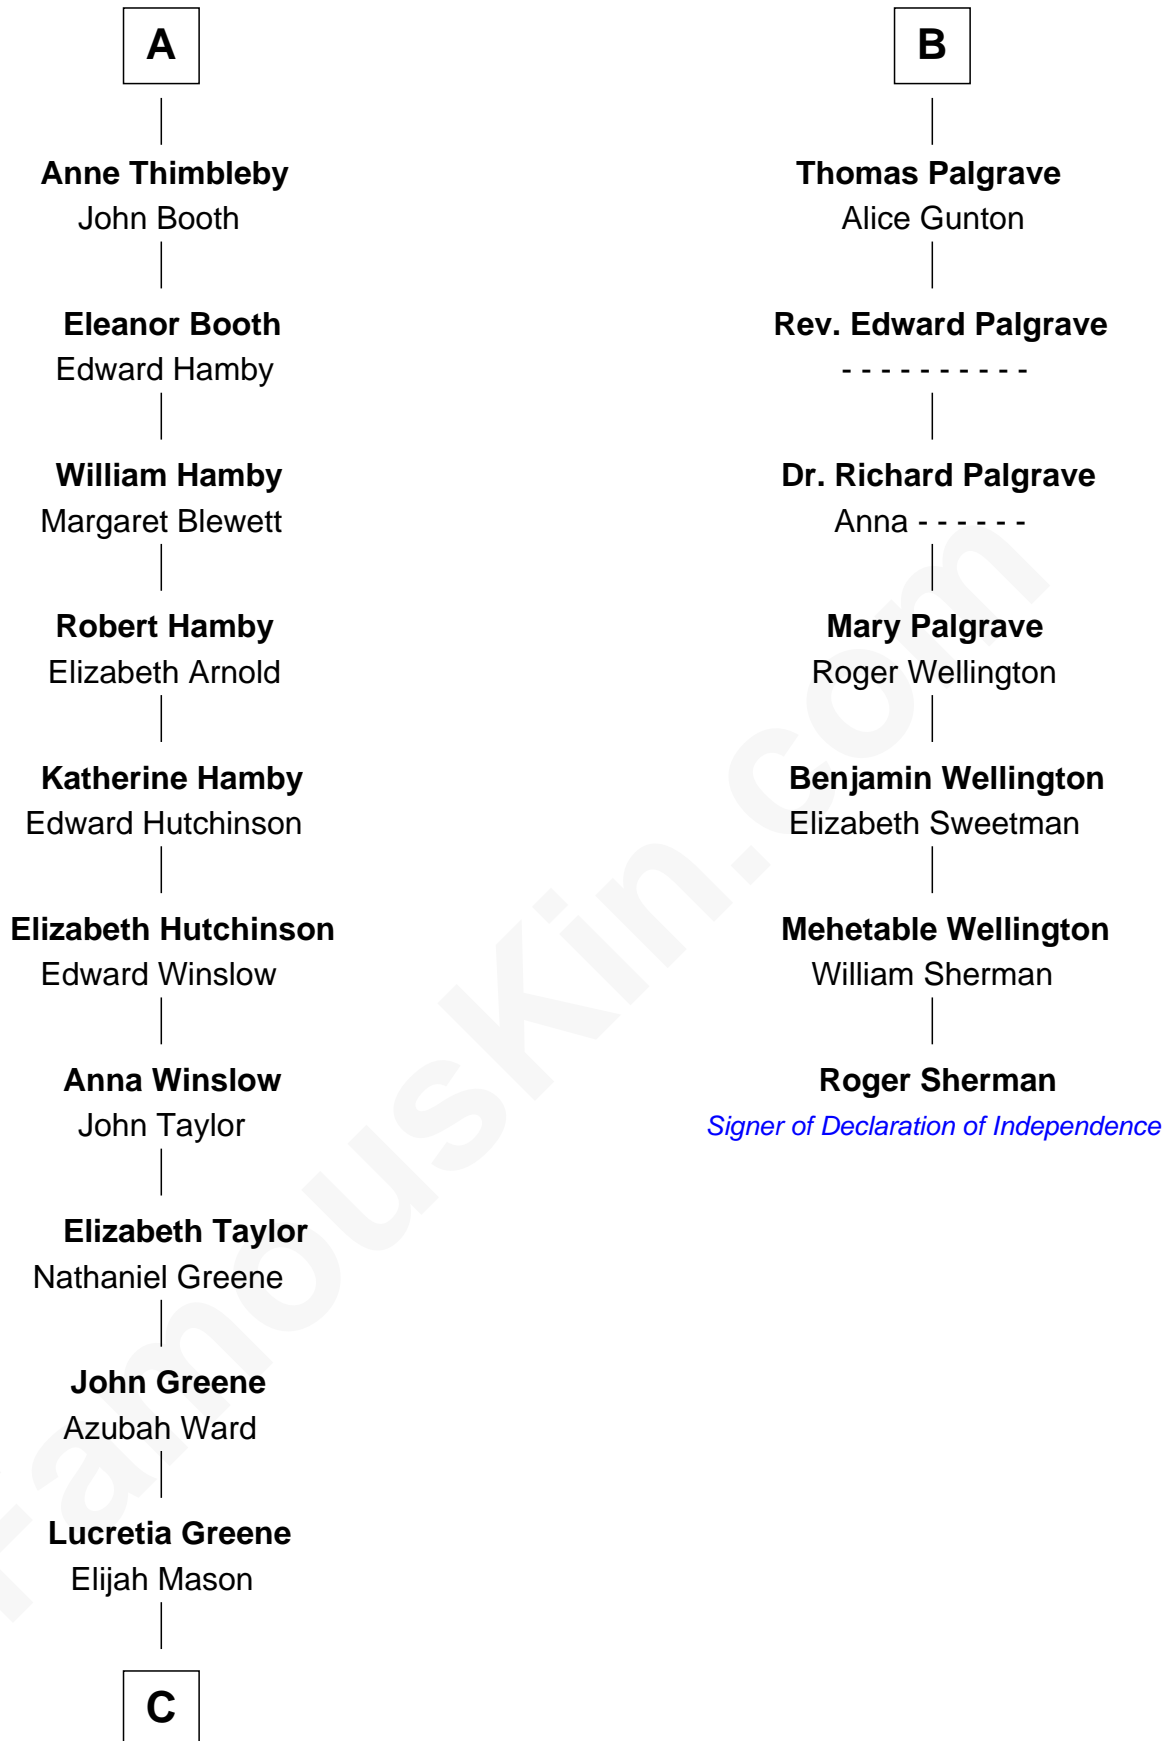 A
Anne Thimbleby
John Booth
Eleanor Booth
Edward Hamby
William Hamby
Margaret Blewett
Robert Hamby
Elizabeth Arnold
Katherine Hamby
Edward Hutchinson
Elizabeth Hutchinson
Edward Winslow
Anna Winslow
John Taylor
Elizabeth Taylor
Nathaniel Greene
John Greene
Azubah Ward
Lucretia Greene
Elijah Mason
C
B
Thomas Palgrave
Alice Gunton
Rev. Edward Palgrave
- - - - - - - - - -
Dr. Richard Palgrave
Anna - - - - - -
Mary Palgrave
Roger Wellington
Benjamin Wellington
Elizabeth Sweetman
Mehetable Wellington
William Sherman
Roger Sherman
Signer of Declaration of Independence
FamousKin.com